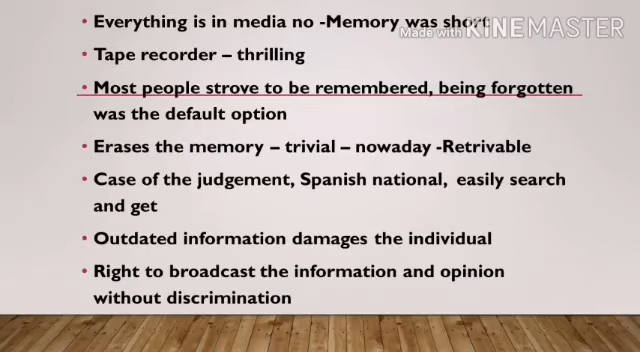 • Everything is in media no -Memory was short
Made with KINEMASTER
• Tape recorder – thrilling
• Most people strove to be remembered, being forgotten
was the default option
• Erases the memory – trivial – nowaday -Retrivable
• Case of the judgement, Spanish national, easily search
and get
• Outdated information damages the individual
• Right to broadcast the information and opinion
without discrimination